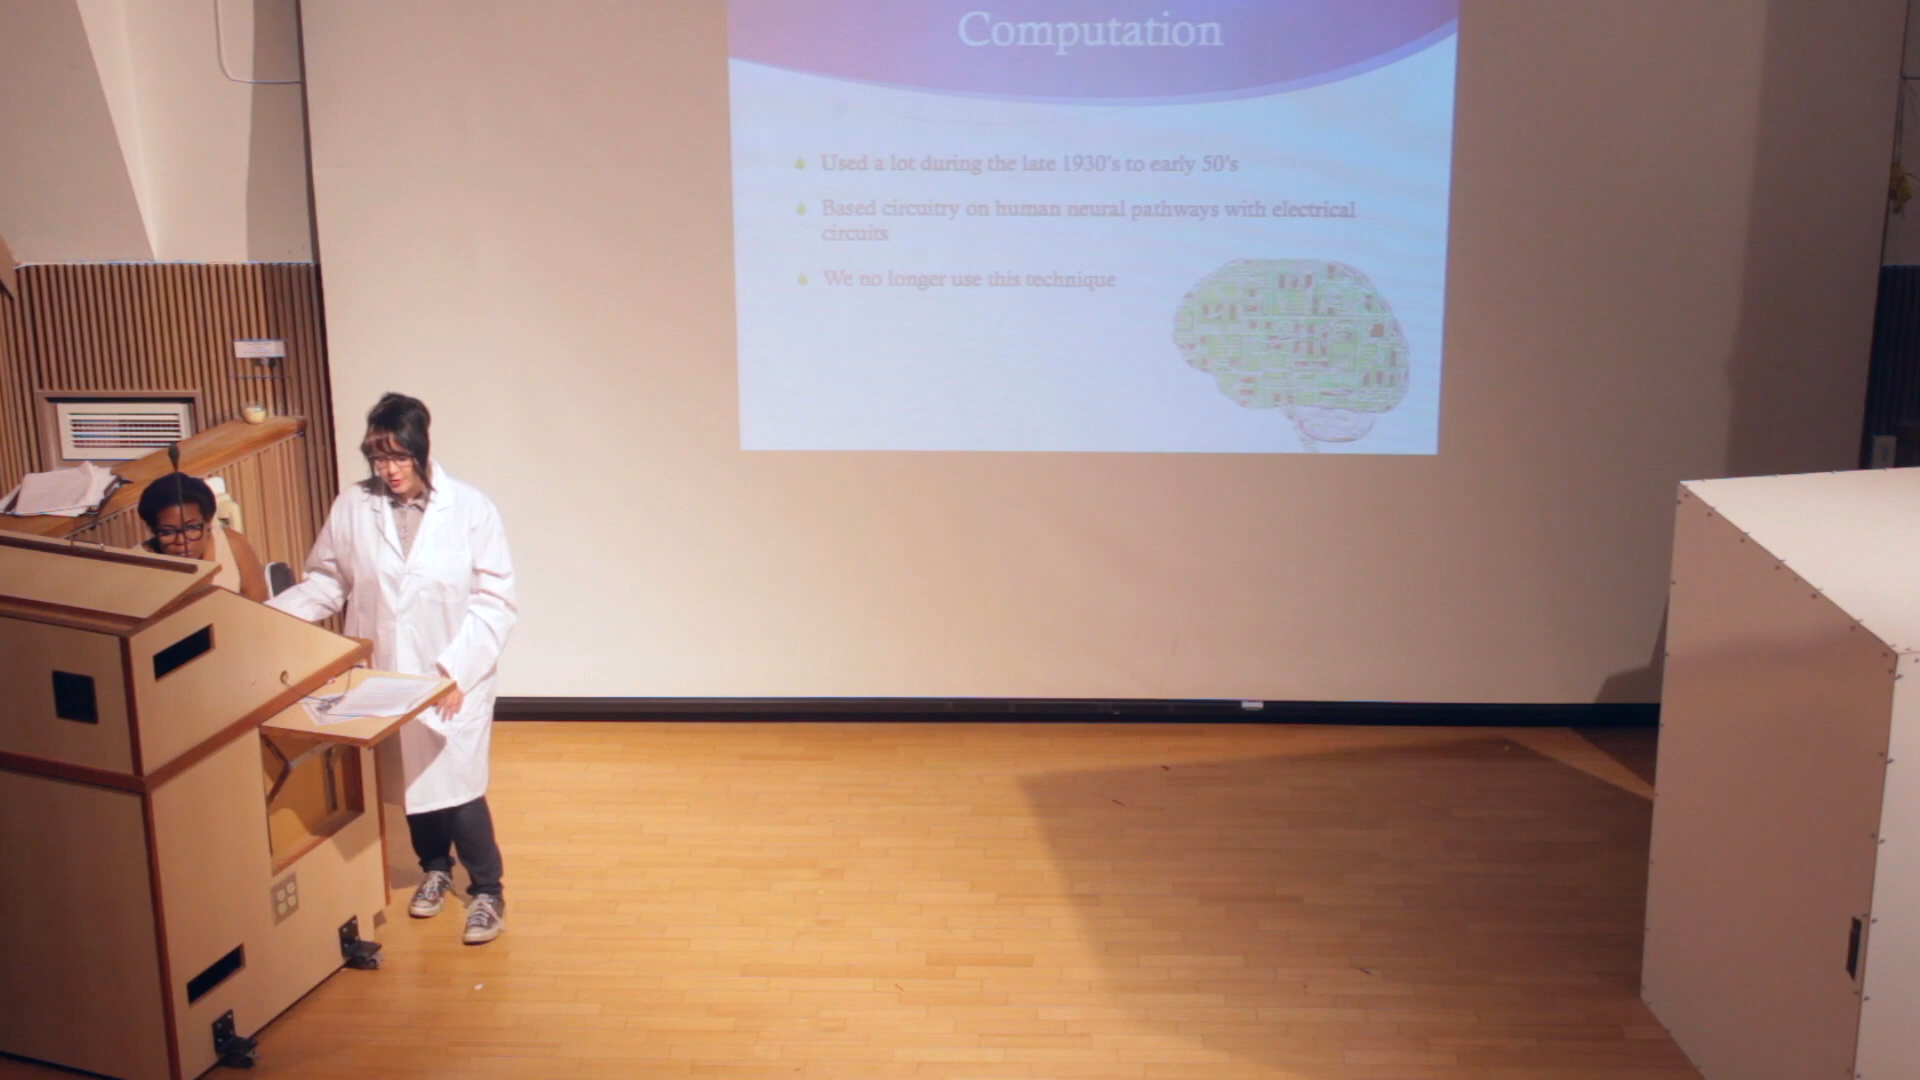 Computation
Used a lot during the late 1930's to early 50's
Based circuitry on human neural pathways with electrical
circuits
We no longer use this technique